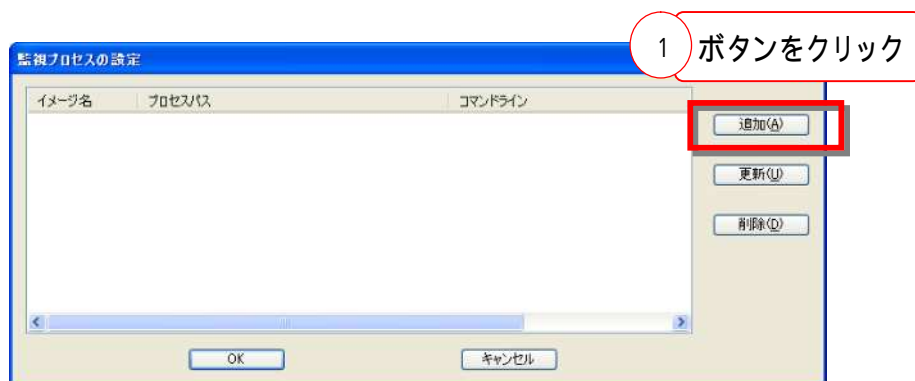 1 ボタンをクリック
監視プロセスの設定
イメージ名 プロセスパス コマンドライン
追加(A)
更新(U)
削除(D)
OK キャンセル